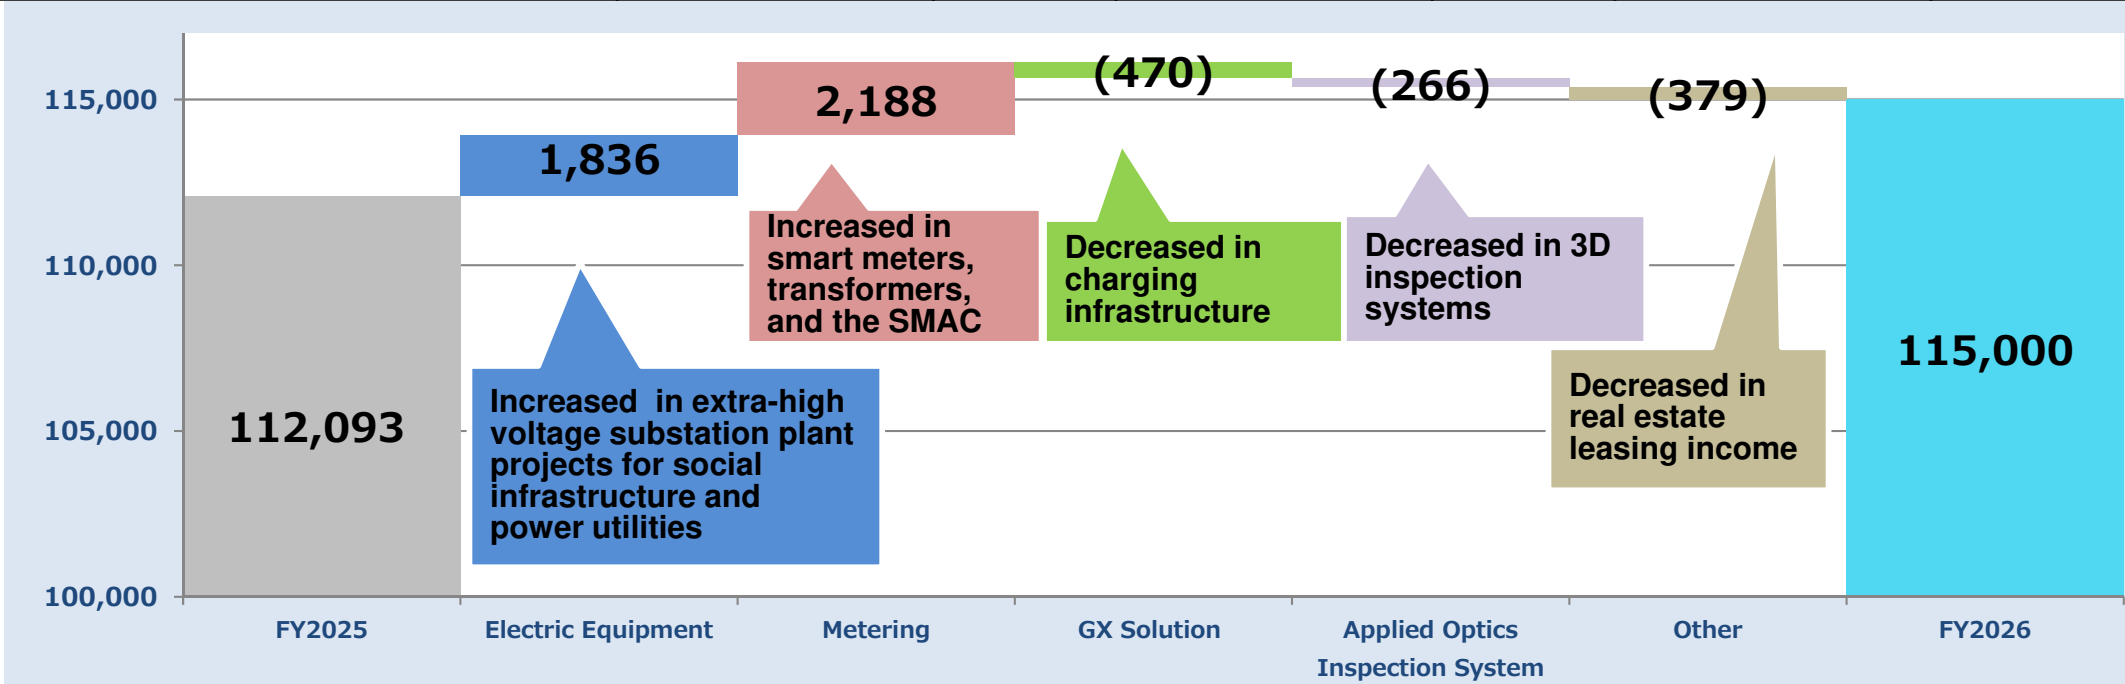 115,000
110,000
105,000
100,000
112,093
1,836
2,188
(470)
(266)
(379)
115,000
Increased  in extra-high
voltage substation plant
projects for social
infrastructure and
power utilities
Increased in
smart meters,
transformers,
and the SMAC
Decreased in
charging
infrastructure
Decreased in 3D
inspection
systems
Decreased in
real estate
leasing income
FY2025
Electric Equipment
Metering
GX Solution
Applied Optics
Inspection System
Other
FY2026